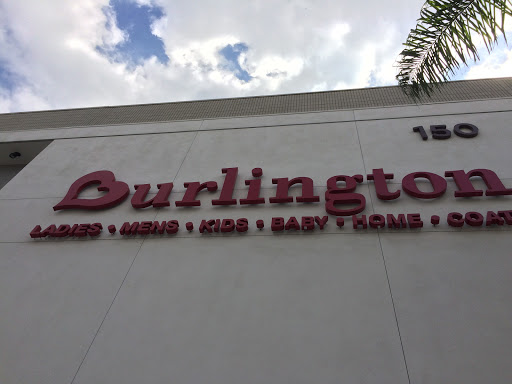 150
Burlington
LADIES • MENS • KIDS • BABY • HOME • COAT